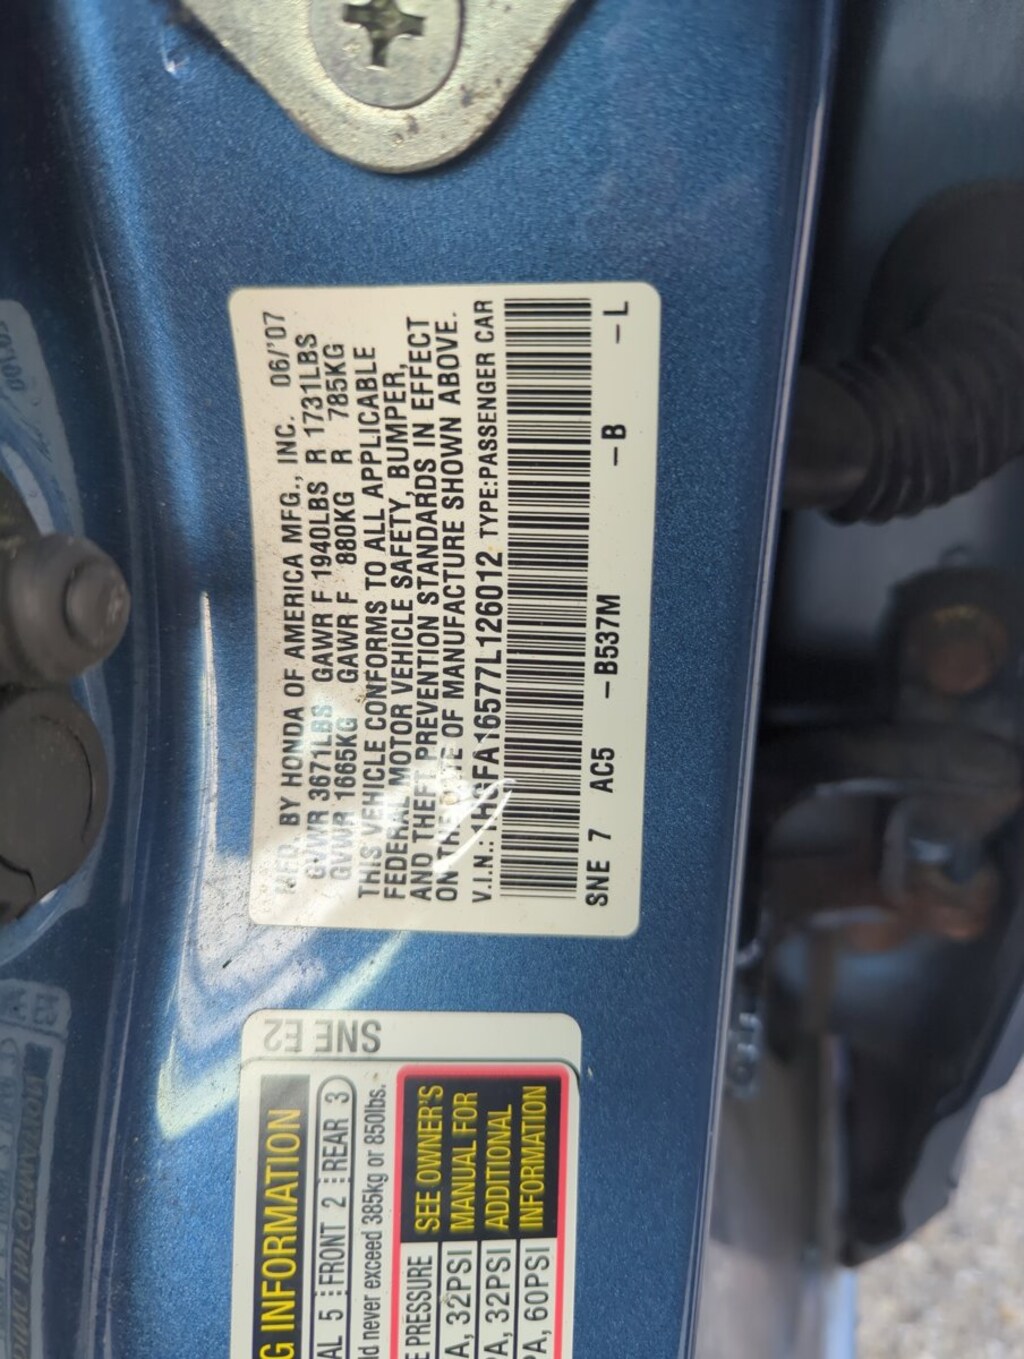 MFD. BY HONDA OF AMERICA MFG., INC. 06/'07
GVWR 3671LBS GAWR F 1940LBS R 1731LBS
GVWR 1665KG GAWR F 880KG R 785KG
THIS VEHICLE CONFORMS TO ALL APPLICABLE
FEDERAL MOTOR VEHICLE SAFETY, BUMPER,
AND THEFT PREVENTION STANDARDS IN EFFECT
ON THE DATE OF MANUFACTURE SHOWN ABOVE.
V.I.N.: 1HGFA16577L126012 TYPE:PASSENGER CAR
SNE 7 AC5 -B537M -B -L
SNE E2
G INFORMATION
AL 5 FRONT 2 REAR 3
ld never exceed 385kg or 850lbs.
E PRESSURE
A, 32PSI
A, 32PSI
PA, 60PSI
SEE OWNER'S
MANUAL FOR
ADDITIONAL
INFORMATION